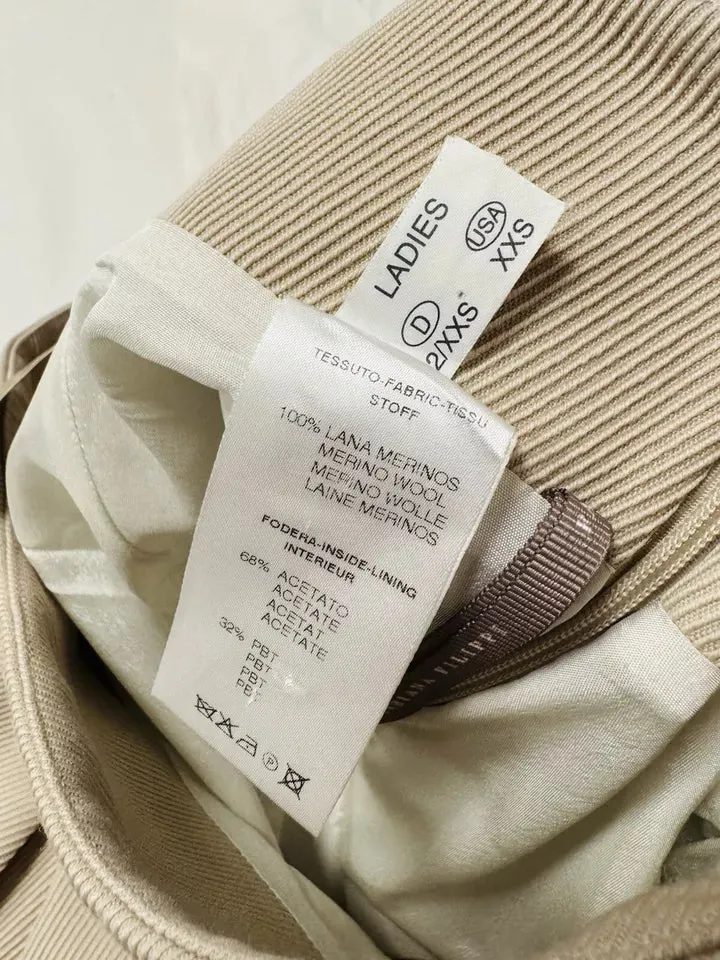 LADIES
USA
XXS
D
2/XXS
TESSUTO-FABRIC-TISSU
STOFF
100% LANA MERINOS
MERINO WOOL
MERINO WOLLE
LAINE MERINOS
FODERA-INSIDE-LINING
INTERIEUR
68% ACETATO
ACETATE
ACETAT
ACETATE
32% PBT
PBT
PBT
PBT
P
FILIPPE